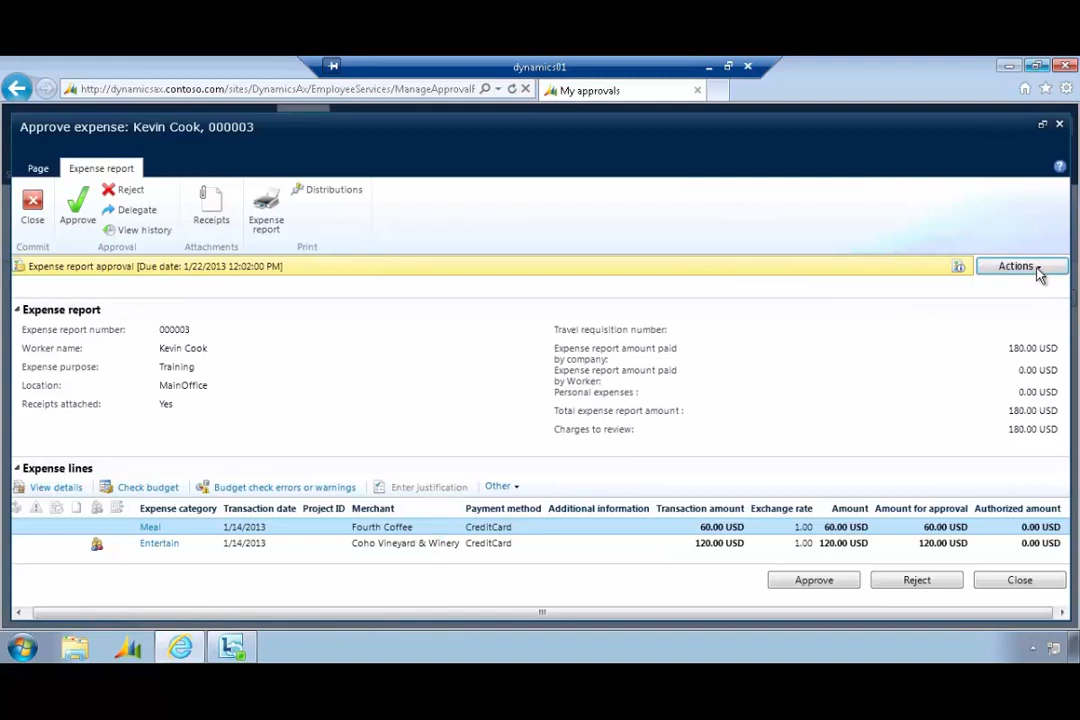 dynamics01
http://dynamicsax.contoso.com/sites/DynamicsAx/EmployeeServices/ManageApprovalF
My approvals
Approve expense: Kevin Cook, 000003
Page
Expense report
Close
Approve
Reject
Delegate
View history
Receipts
Expense report
Distributions
Commit
Approval
Attachments
Print
Expense report approval [Due date: 1/22/2013 12:02:00 PM]
Actions
Expense report
Expense report number: 000003
Worker name: Kevin Cook
Expense purpose: Training
Location: MainOffice
Receipts attached: Yes
Travel requisition number:
Expense report amount paid by company: 180.00 USD
Expense report amount paid by Worker: 0.00 USD
Personal expenses : 0.00 USD
Total expense report amount : 180.00 USD
Charges to review: 180.00 USD
Expense lines
View details Check budget Budget check errors or warnings Enter Justification Other
Expense category Transaction date Project ID Merchant Payment method Additional information Transaction amount Exchange rate Amount Amount for approval Authorized amount
Meal 1/14/2013 Fourth Coffee CreditCard 60.00 USD 1.00 60.00 USD 60.00 USD 0.00 USD
Entertain 1/14/2013 Coho Vineyard & Winery CreditCard 120.00 USD 1.00 120.00 USD 120.00 USD 0.00 USD
Approve Reject Close